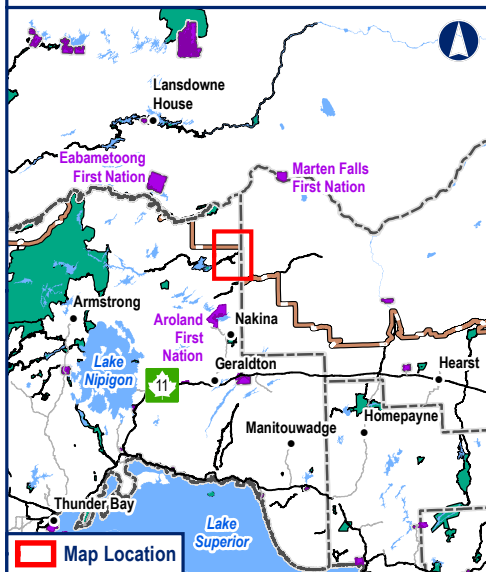 Lansdowne
House
Eabametoong
First Nation
Marten Falls
First Nation
Armstrong
Aroland
First
Nation
Nakina
Lake
Nipigon
11
Geraldton
Hearst
Manitouwadge
Homepayne
Thunder Bay
Lake
Superior
Map Location